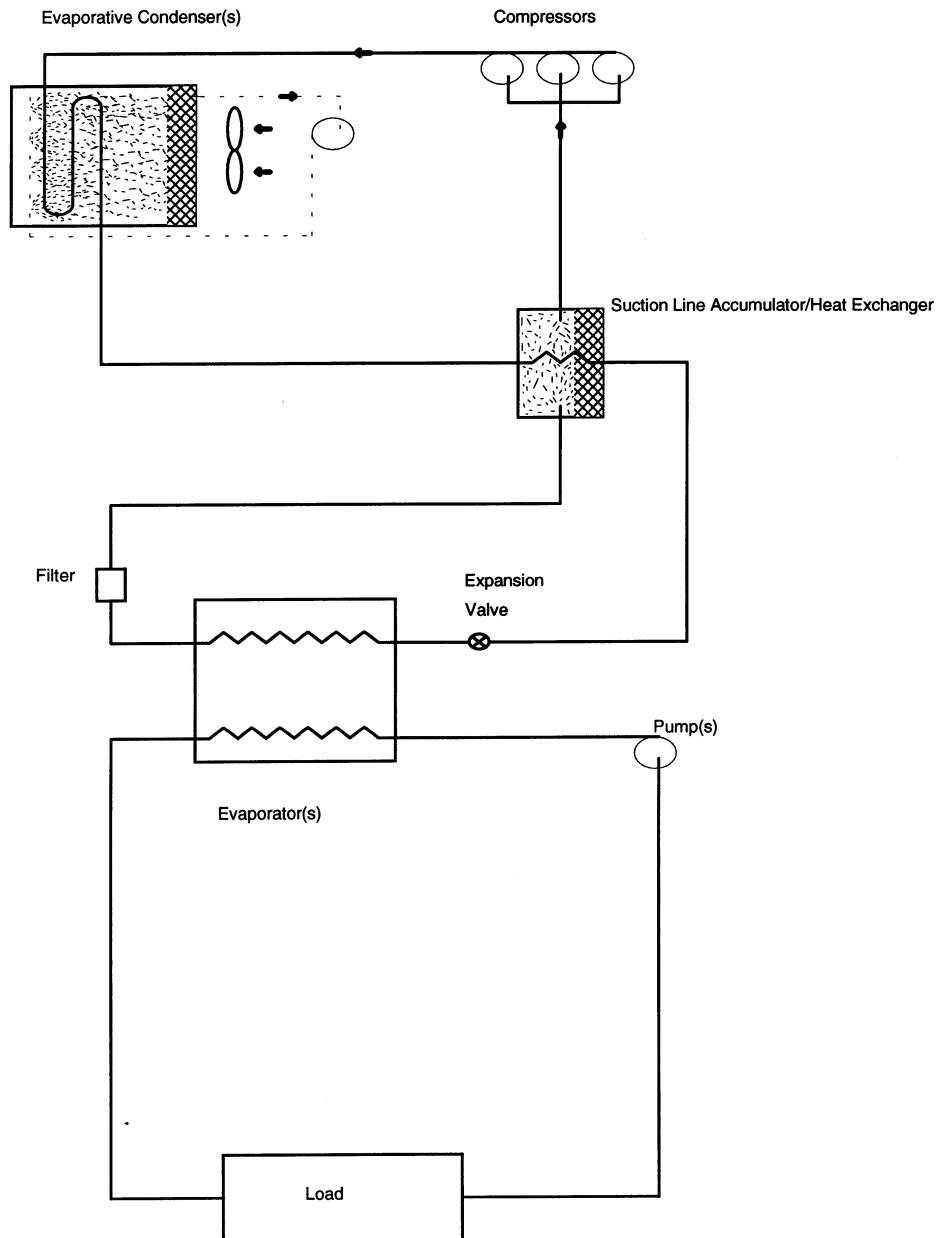 Evaporative Condenser(s)
Compressors
Suction Line Accumulator/Heat Exchanger
Filter
Expansion
Valve
Pump(s)
Evaporator(s)
Load